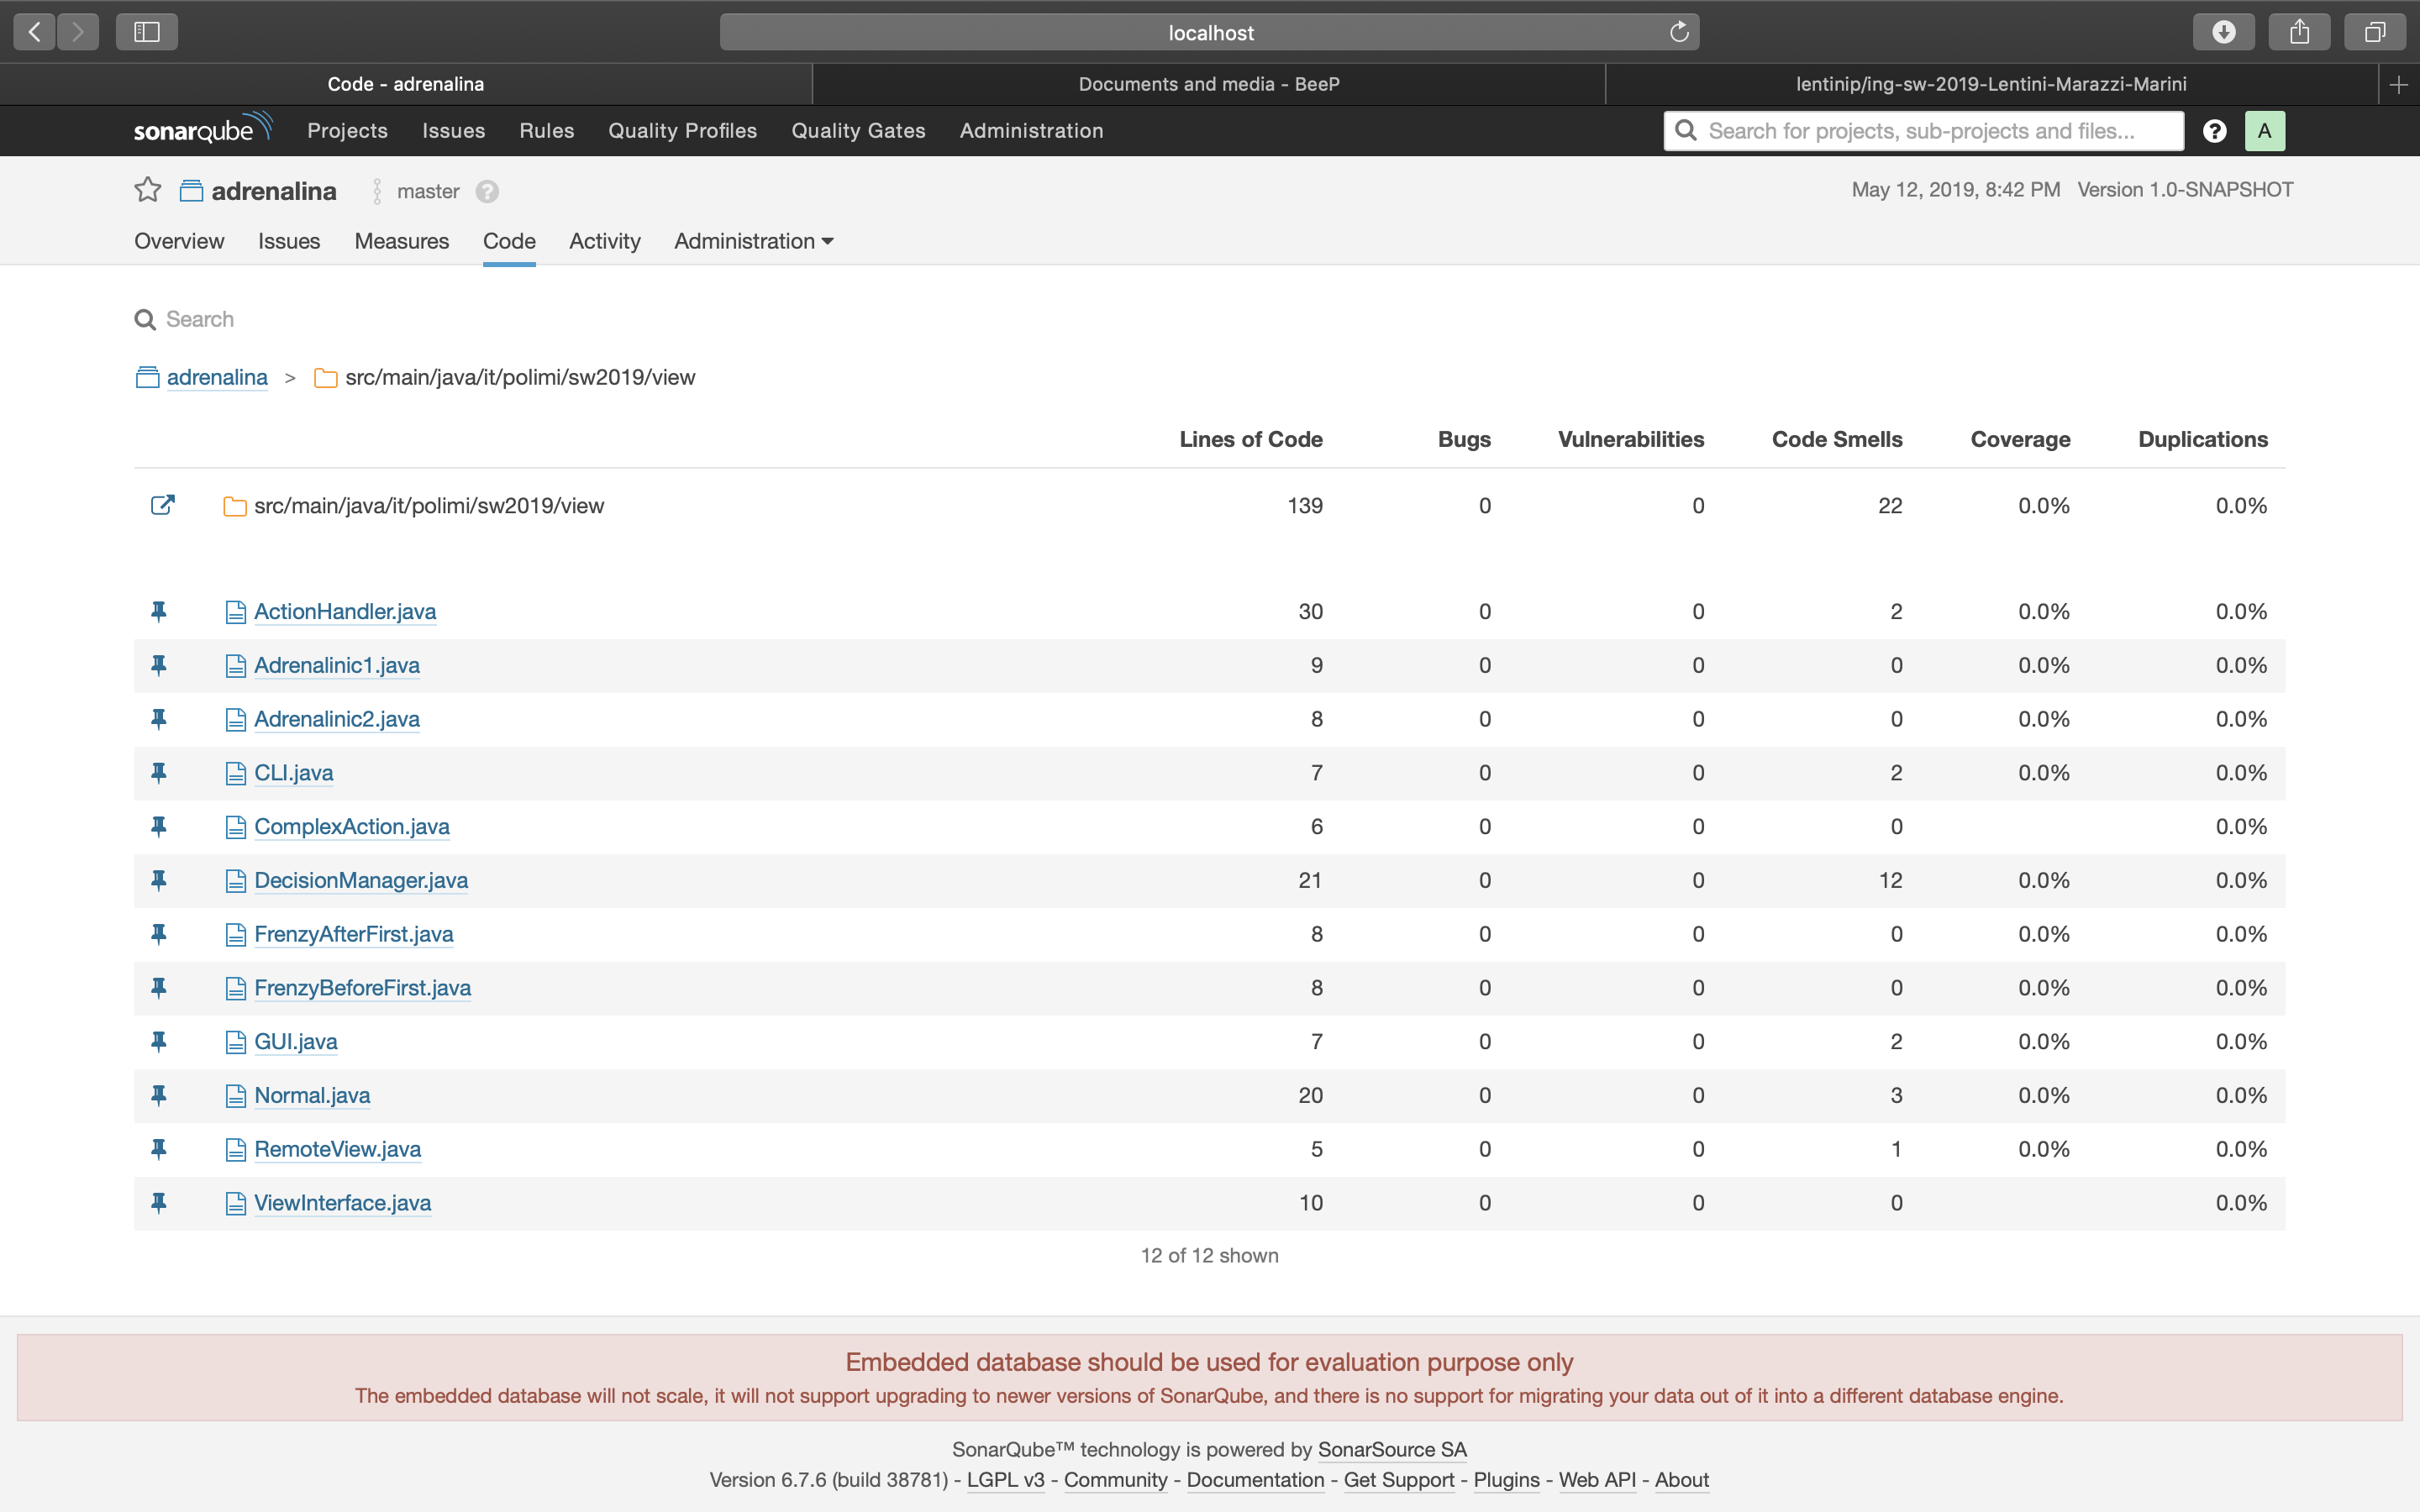 localhost
Code - adrenalina
Documents and media - BeeP
lentinip/ing-sw-2019-Lentini-Marazzi-Marini
sonarqube Projects Issues Rules Quality Profiles Quality Gates Administration Search for projects, sub-projects and files... ? A
adrenalina master ? May 12, 2019, 8:42 PM Version 1.0-SNAPSHOT
Overview Issues Measures Code Activity Administration
Search
adrenalina > src/main/java/it/polimi/sw2019/view
Lines of Code Bugs Vulnerabilities Code Smells Coverage Duplications
src/main/java/it/polimi/sw2019/view 139 0 0 22 0.0% 0.0%
ActionHandler.java 30 0 0 2 0.0% 0.0%
Adrenalinic1.java 9 0 0 0 0.0% 0.0%
Adrenalinic2.java 8 0 0 0 0.0% 0.0%
CLI.java 7 0 0 2 0.0% 0.0%
ComplexAction.java 6 0 0 0 0.0%
DecisionManager.java 21 0 0 12 0.0% 0.0%
FrenzyAfterFirst.java 8 0 0 0 0.0% 0.0%
FrenzyBeforeFirst.java 8 0 0 0 0.0% 0.0%
GUI.java 7 0 0 2 0.0% 0.0%
Normal.java 20 0 0 3 0.0% 0.0%
RemoteView.java 5 0 0 1 0.0% 0.0%
ViewInterface.java 10 0 0 0 0.0%
12 of 12 shown
Embedded database should be used for evaluation purpose only
The embedded database will not scale, it will not support upgrading to newer versions of SonarQube, and there is no support for migrating your data out of it into a different database engine.
SonarQube™ technology is powered by SonarSource SA
Version 6.7.6 (build 38781) - LGPL v3 - Community - Documentation - Get Support - Plugins - Web API - About